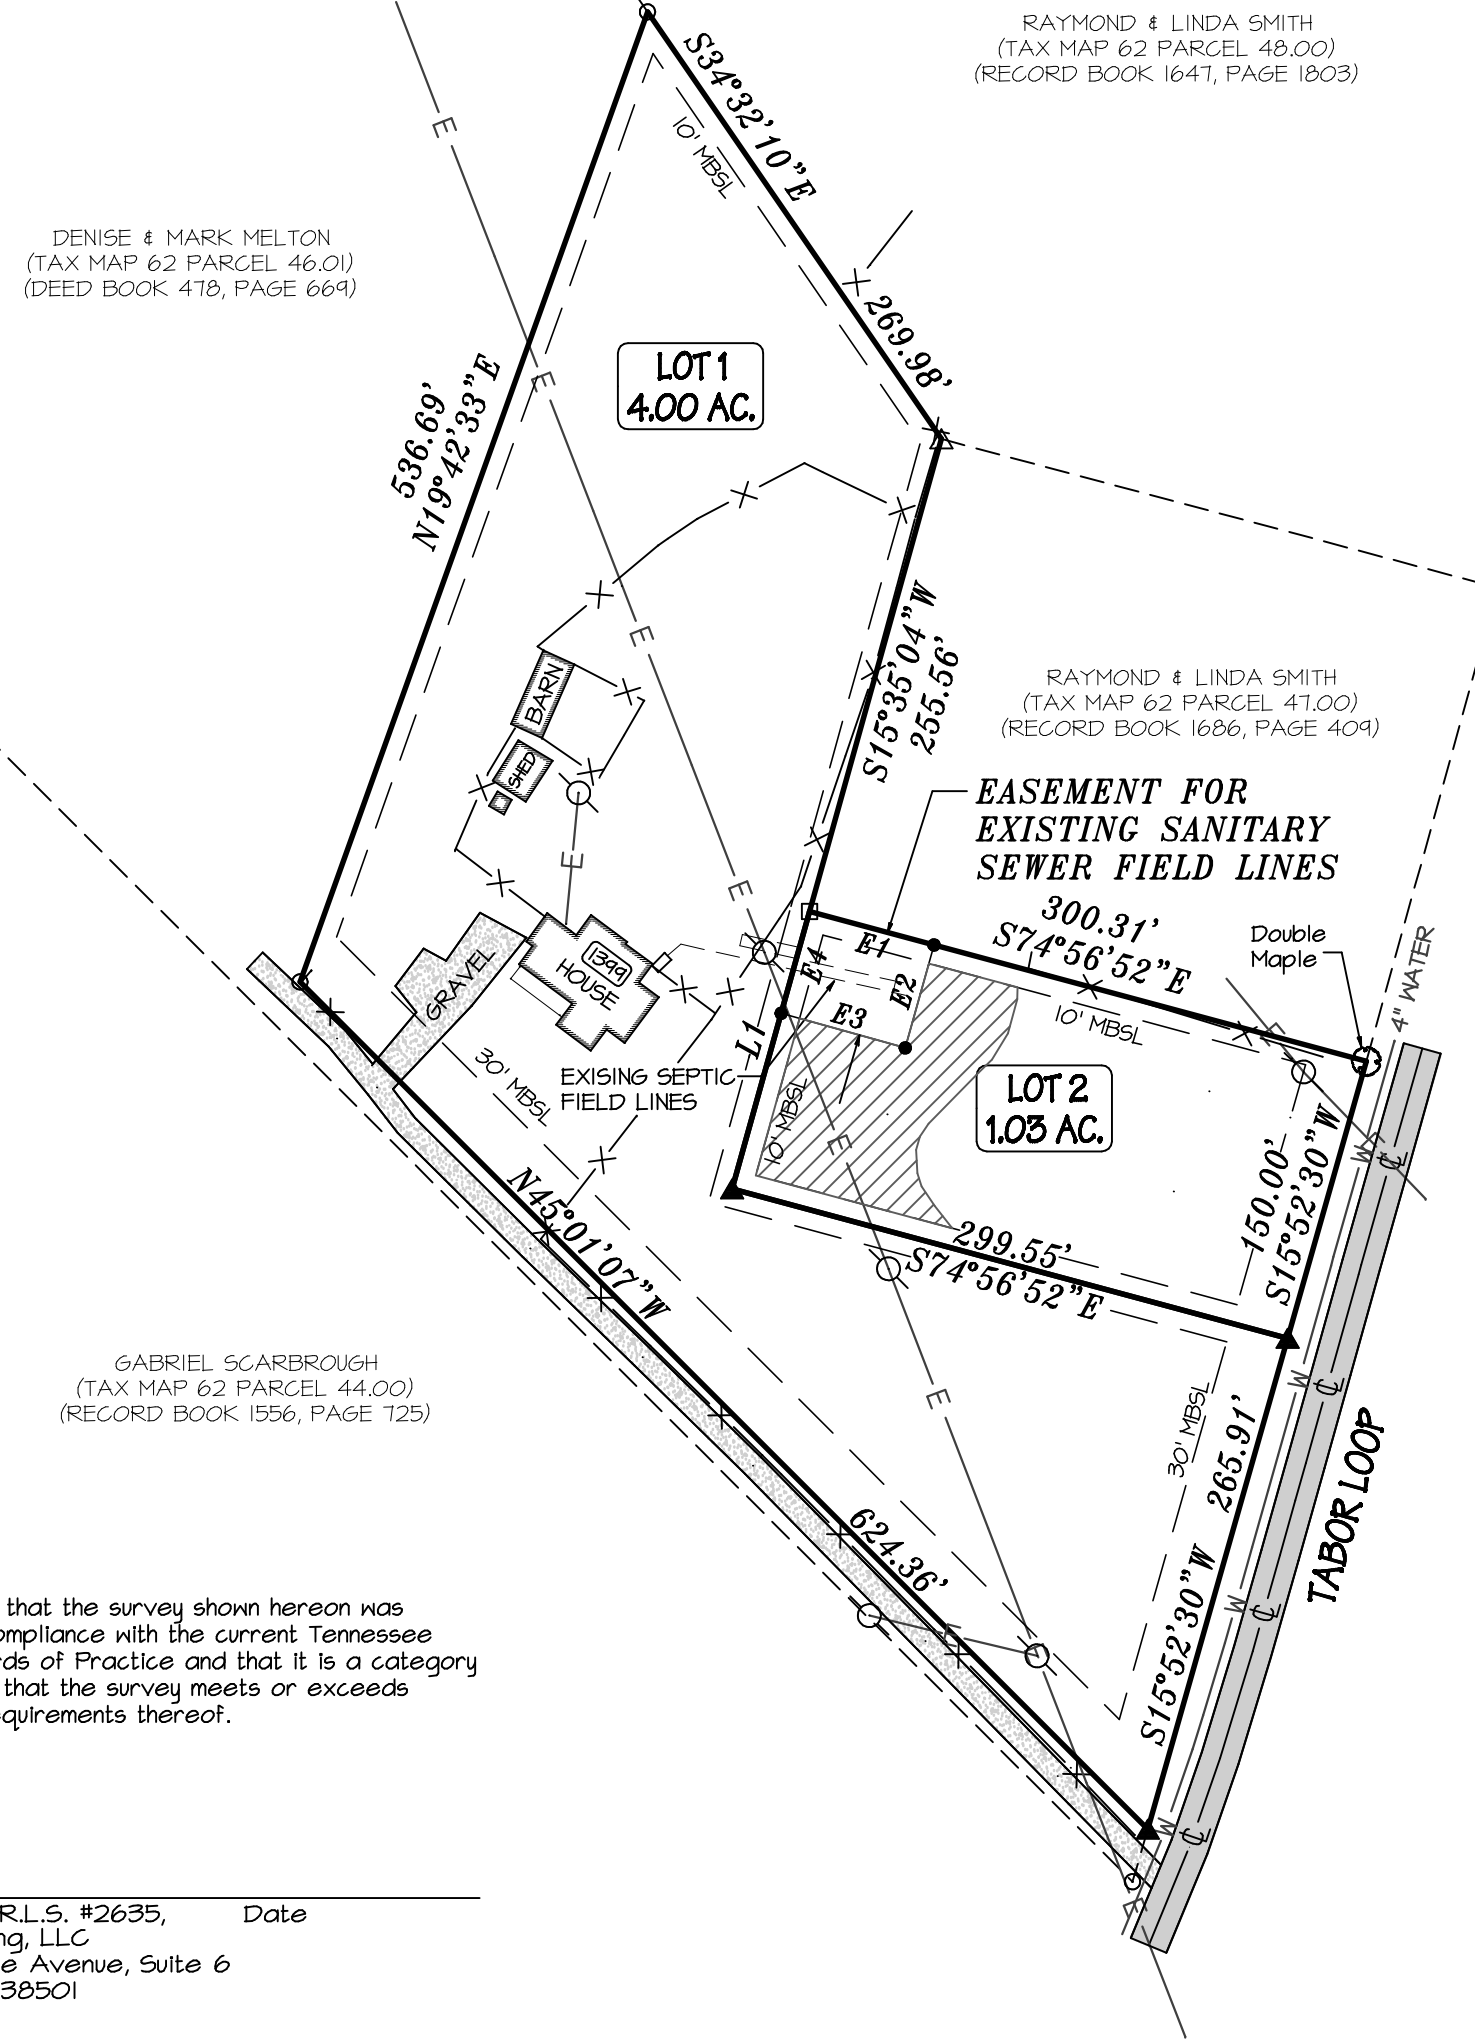 RAYMOND & LINDA SMITH
(TAX MAP 62 PARCEL 48.00)
(RECORD BOOK 1647, PAGE 1803)
S34°32'10"E
10' MBSL
E
DENISE & MARK MELTON
(TAX MAP 62 PARCEL 46.01)
(DEED BOOK 478, PAGE 669)
269.98'
LOT 1
4.00 AC.
E
536.69'
N19°42'33"E
S15°35'04"W
255.56'
E
RAYMOND & LINDA SMITH
(TAX MAP 62 PARCEL 47.00)
(RECORD BOOK 1686, PAGE 409)
BARN
SHED
EASEMENT FOR
EXISTING SANITARY
SEWER FIELD LINES
E
E
300.31'
S74°56'52"E
Double
Maple
4" WATER
E1
E2
E3
E4
L1
1399
HOUSE
GRAVEL
30' MBSL
10' MBSL
E
EXISING SEPTIC
FIELD LINES
10' MBSL
LOT 2
1.03 AC.
E
E
W
℄
150.00'
S15°52'30"W
N45°01'07"W
299.55'
S74°56'52"E
GABRIEL SCARBROUGH
(TAX MAP 62 PARCEL 44.00)
(RECORD BOOK 1556, PAGE 725)
E
W
℄
30' MBSL
265.91'
S15°52'30"W
TABOR LOOP
624.36'
W
℄
E
that the survey shown hereon was
ompliance with the current Tennessee
rds of Practice and that it is a category
that the survey meets or exceeds
quirements thereof.
W
℄
E
R.L.S. #2635, Date
ng, LLC
e Avenue, Suite 6
38501